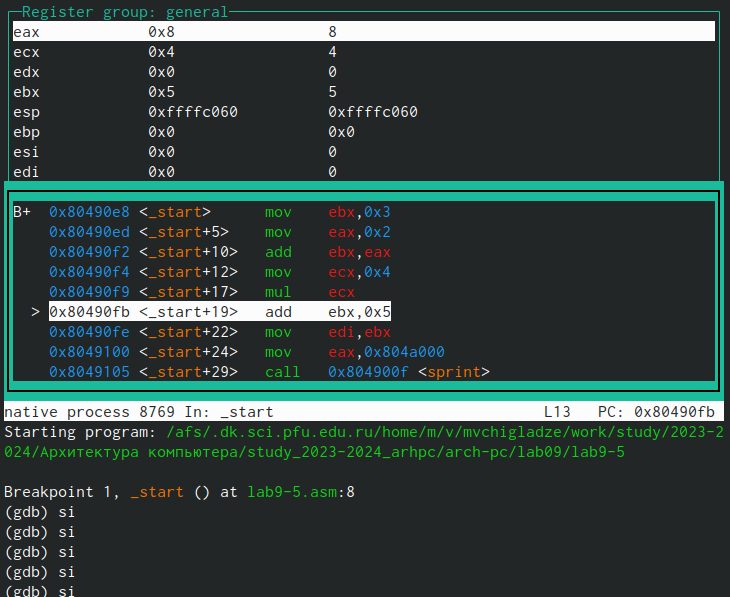 Register group: general
eax 0x8 8
ecx 0x4 4
edx 0x0 0
ebx 0x5 5
esp 0xffffc060 0xffffc060
ebp 0x0 0x0
esi 0x0 0
edi 0x0 0
B+ 0x80490e8 <_start> mov ebx,0x3
0x80490ed <_start+5> mov eax,0x2
0x80490f2 <_start+10> add ebx,eax
0x80490f4 <_start+12> mov ecx,0x4
0x80490f9 <_start+17> mul ecx
> 0x80490fb <_start+19> add ebx,0x5
0x80490fe <_start+22> mov edi,ebx
0x8049100 <_start+24> mov eax,0x804a000
0x8049105 <_start+29> call 0x804900f <sprint>
native process 8769 In: _start L13 PC: 0x80490fb
Starting program: /afs/.dk.sci.pfu.edu.ru/home/m/v/mvchigladze/work/study/2023-2
024/Архитектура компьютера/study_2023-2024_arhpc/arch-pc/lab09/lab9-5
Breakpoint 1, _start () at lab9-5.asm:8
(gdb) si
(gdb) si
(gdb) si
(gdb) si
(gdb) si